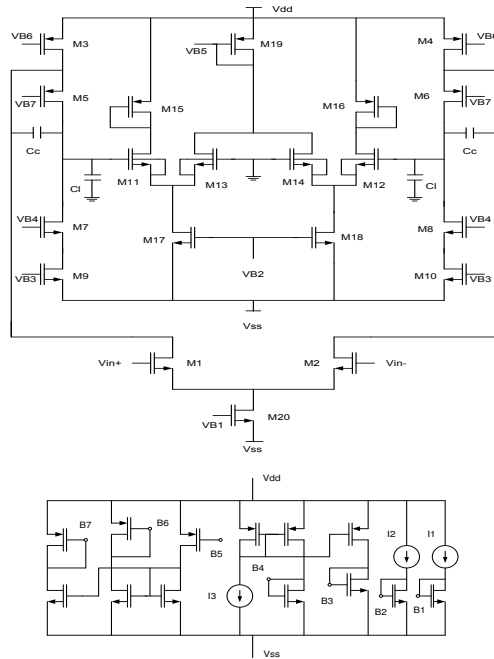 Vdd
VB6 M3 VB5 M19 M4 VB6
VB7 M5 M15 M16 M6 VB7
Cc Cc
Cl M11 M13 M14 M12 Cl
VB4 M7 M17 M18 M8 VB4
VB3 M9 VB2 M10 VB3
Vss
Vin+ M1 M2 Vin-
VB1 M20
Vss
Vdd
B7 B6 B5 I2 I1
B4 B3
I3 B2 B1
Vss